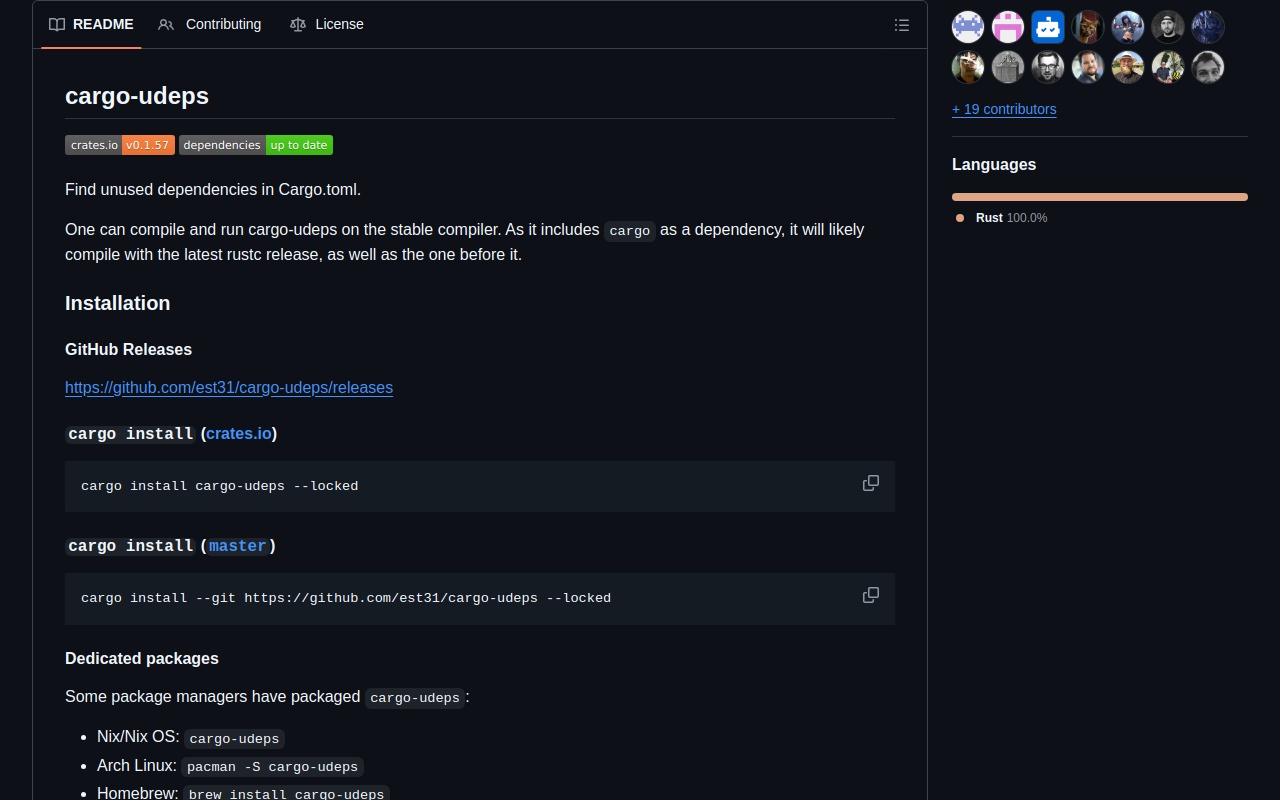 README
Contributing
License
cargo-udeps
crates.io v0.1.57 dependencies up to date
Find unused dependencies in Cargo.toml.
One can compile and run cargo-udeps on the stable compiler. As it includes cargo as a dependency, it will likely
compile with the latest rustc release, as well as the one before it.
Installation
GitHub Releases
https://github.com/est31/cargo-udeps/releases
cargo install (crates.io)
cargo install cargo-udeps --locked
cargo install (master)
cargo install --git https://github.com/est31/cargo-udeps --locked
Dedicated packages
Some package managers have packaged cargo-udeps:
Nix/Nix OS: cargo-udeps
Arch Linux: pacman -S cargo-udeps
Homebrew: brew install cargo-udeps
+ 19 contributors
Languages
Rust 100.0%